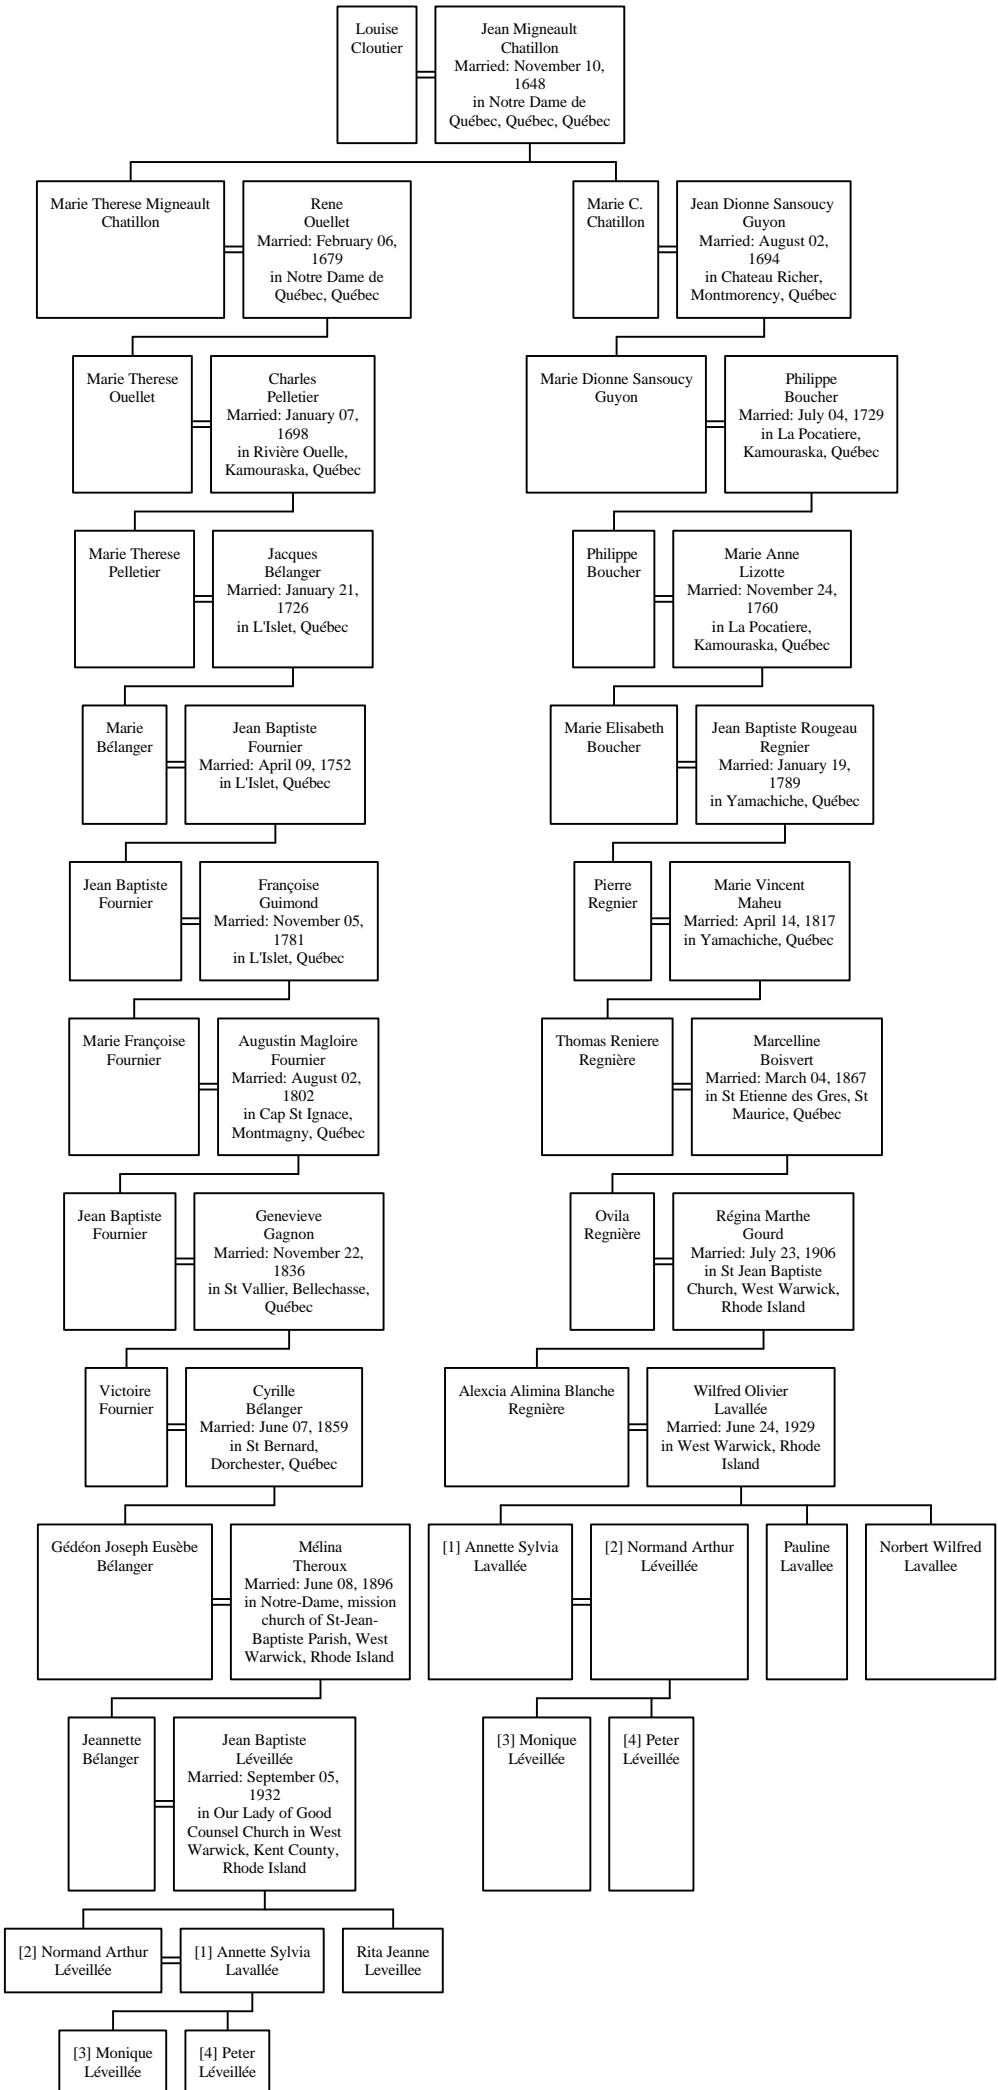 Louise
Cloutier
Jean Migneault
Chatillon
Married: November 10,
1648
in Notre Dame de
Québec, Québec, Québec
Marie Therese Migneault
Chatillon
Rene
Ouellet
Married: February 06,
1679
in Notre Dame de
Québec, Québec
Marie C.
Chatillon
Jean Dionne Sansoucy
Guyon
Married: August 02,
1694
in Chateau Richer,
Montmorency, Québec
Marie Therese
Ouellet
Charles
Pelletier
Married: January 07,
1698
in Rivière Ouelle,
Kamouraska, Québec
Marie Dionne Sansoucy
Guyon
Philippe
Boucher
Married: July 04, 1729
in La Pocatiere,
Kamouraska, Québec
Marie Therese
Pelletier
Jacques
Bélanger
Married: January 21,
1726
in L'Islet, Québec
Philippe
Boucher
Marie Anne
Lizotte
Married: November 24,
1760
in La Pocatiere,
Kamouraska, Québec
Marie
Bélanger
Jean Baptiste
Fournier
Married: April 09, 1752
in L'Islet, Québec
Marie Elisabeth
Boucher
Jean Baptiste Rougeau
Regnier
Married: January 19,
1789
in Yamachiche, Québec
Jean Baptiste
Fournier
Françoise
Guimond
Married: November 05,
1781
in L'Islet, Québec
Pierre
Regnier
Marie Vincent
Maheu
Married: April 14, 1817
in Yamachiche, Québec
Marie Françoise
Fournier
Augustin Magloire
Fournier
Married: August 02,
1802
in Cap St Ignace,
Montmagny, Québec
Thomas Reniere
Regnière
Marcelline
Boisvert
Married: March 04, 1867
in St Etienne des Gres, St
Maurice, Québec
Jean Baptiste
Fournier
Genevieve
Gagnon
Married: November 22,
1836
in St Vallier, Bellechasse,
Québec
Ovila
Regnière
Régina Marthe
Gourd
Married: July 23, 1906
in St Jean Baptiste
Church, West Warwick,
Rhode Island
Victoire
Fournier
Cyrille
Bélanger
Married: June 07, 1859
in St Bernard,
Dorchester, Québec
Alexcia Alimina Blanche
Regnière
Wilfred Olivier
Lavallée
Married: June 24, 1929
in West Warwick, Rhode
Island
Gédéon Joseph Eusèbe
Bélanger
Mélina
Theroux
Married: June 08, 1896
in Notre-Dame, mission
church of St-Jean-
Baptiste Parish, West
Warwick, Rhode Island
[1] Annette Sylvia
Lavallée
[2] Normand Arthur
Léveillée
Pauline
Lavallee
Norbert Wilfred
Lavallee
Jeannette
Bélanger
Jean Baptiste
Léveillée
Married: September 05,
1932
in Our Lady of Good
Counsel Church in West
Warwick, Kent County,
Rhode Island
[3] Monique
Léveillée
[4] Peter
Léveillée
[2] Normand Arthur
Léveillée
[1] Annette Sylvia
Lavallée
Rita Jeanne
Leveillee
[3] Monique
Léveillée
[4] Peter
Léveillée